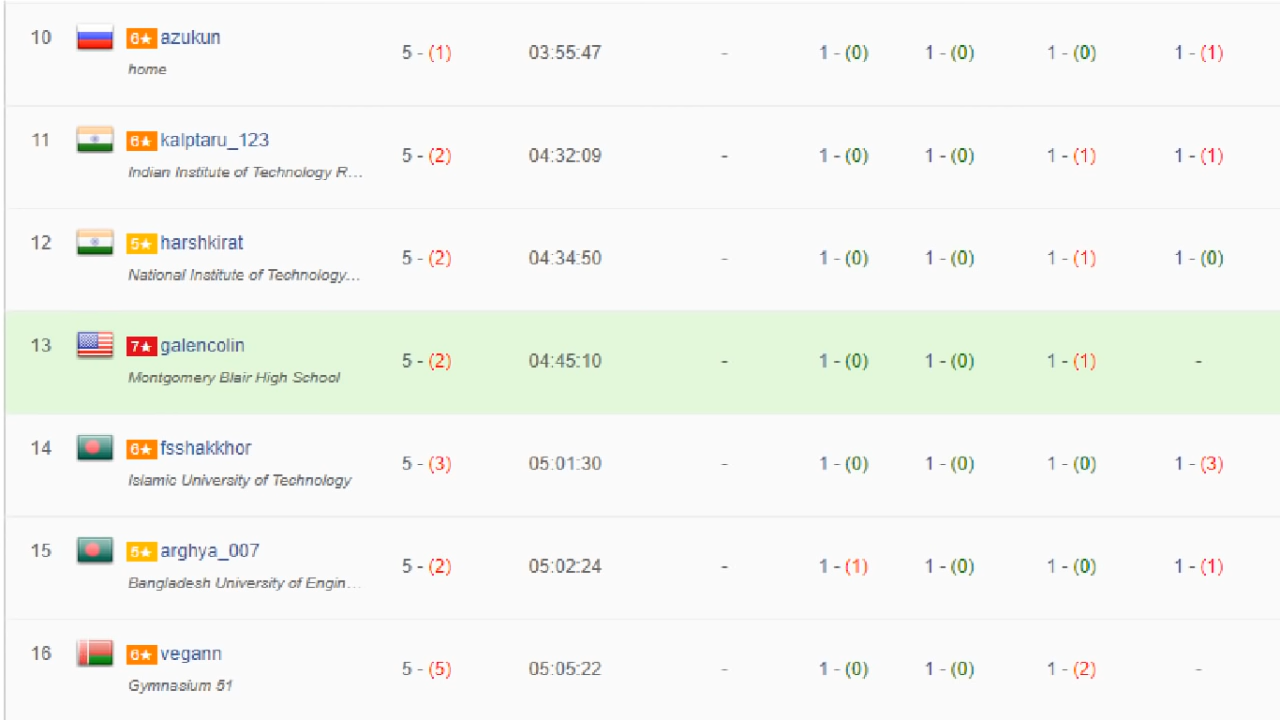 10 6★ azukun 5 - (1) 03:55:47 - 1 - (0) 1 - (0) 1 - (0) 1 - (1)
home
11 6★ kalptaru_123 5 - (2) 04:32:09 - 1 - (0) 1 - (0) 1 - (1) 1 - (1)
Indian Institute of Technology R...
12 5★ harshkirat 5 - (2) 04:34:50 - 1 - (0) 1 - (0) 1 - (1) 1 - (0)
National Institute of Technology...
13 7★ galencolin 5 - (2) 04:45:10 - 1 - (0) 1 - (0) 1 - (1) -
Montgomery Blair High School
14 6★ fsshakkhor 5 - (3) 05:01:30 - 1 - (0) 1 - (0) 1 - (0) 1 - (3)
Islamic University of Technology
15 5★ arghya_007 5 - (2) 05:02:24 - 1 - (1) 1 - (0) 1 - (0) 1 - (1)
Bangladesh University of Engin...
16 6★ vegann 5 - (5) 05:05:22 - 1 - (0) 1 - (0) 1 - (2) -
Gymnasium 51